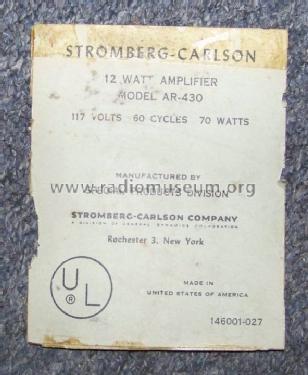 STROMBERG-CARLSON
12 WATT AMPLIFIER
MODEL AR-430
117 VOLTS 60 CYCLES 70 WATTS
MANUFACTURED BY
www.radiomuseum.org
SPECIAL PRODUCTS DIVISION
STROMBERG-CARLSON COMPANY
A DIVISION OF GENERAL DYNAMICS CORPORATION
Rochester 3, New York
UL
®
MADE IN
UNITED STATES OF AMERICA
146001-027